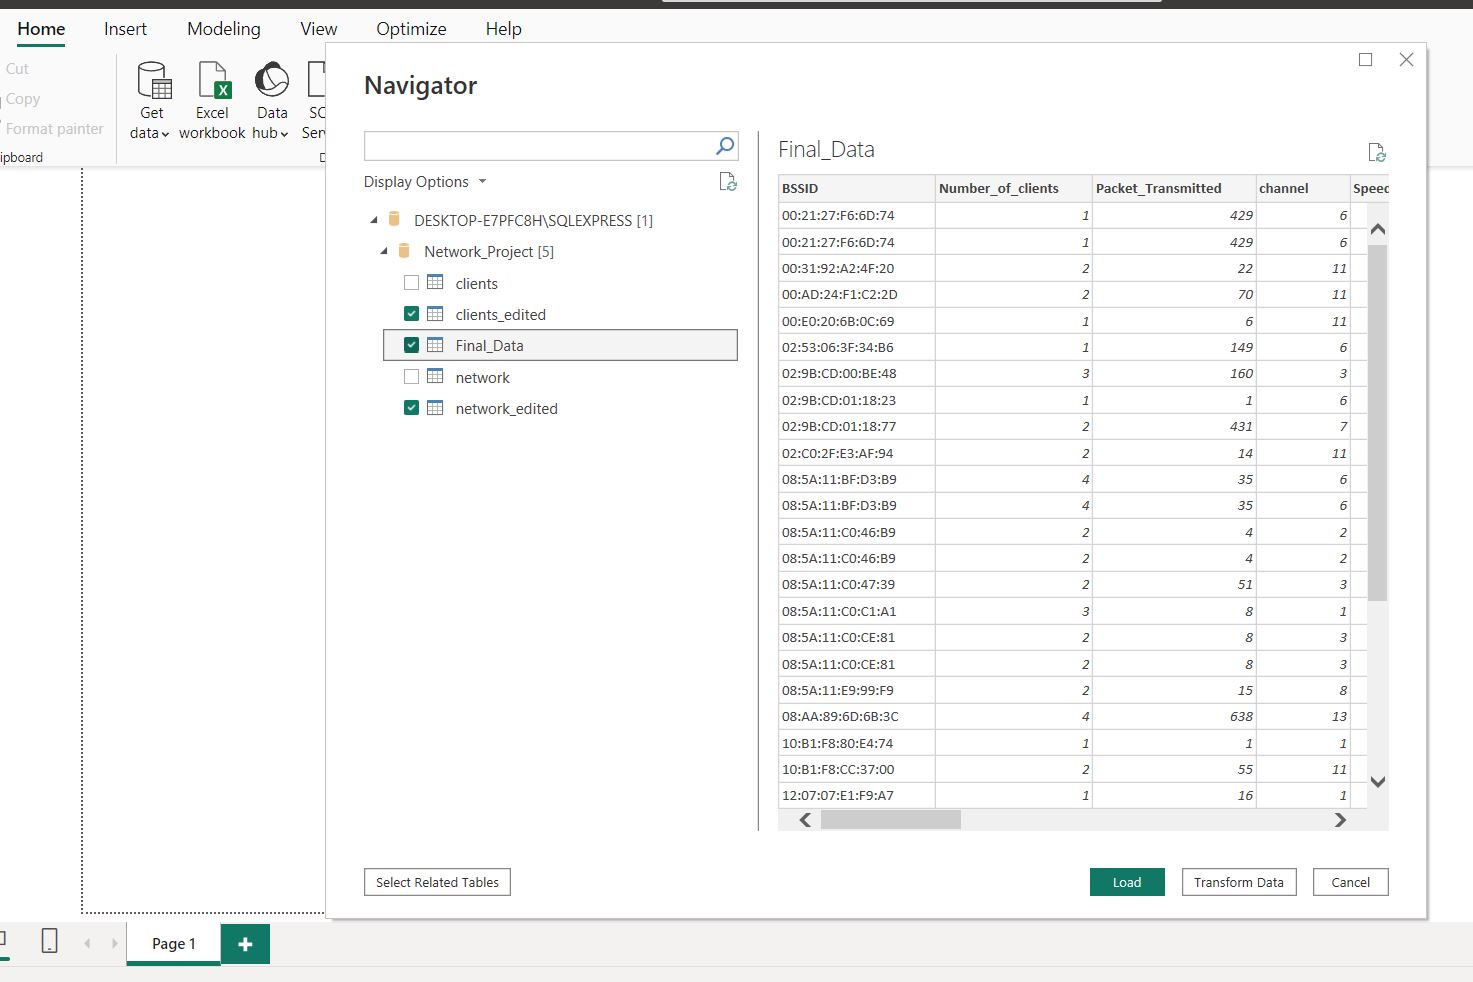 Home Insert Modeling View Optimize Help
Cut
Copy
Format painter
Get data
Excel workbook
Data hub
Navigator
Display Options
DESKTOP-E7PFC8H\SQLEXPRESS [1]
Network_Project [5]
clients
clients_edited
Final_Data
network
network_edited
Final_Data
BSSID Number_of_clients Packet_Transmitted channel Speed
00:21:27:F6:6D:74 1 429 6
00:21:27:F6:6D:74 1 429 6
00:31:92:A2:4F:20 2 22 11
00:AD:24:F1:C2:2D 2 70 11
00:E0:20:6B:0C:69 1 6 11
02:53:06:3F:34:B6 1 149 6
02:9B:CD:00:BE:48 3 160 3
02:9B:CD:01:18:23 1 1 6
02:9B:CD:01:18:77 2 431 7
02:C0:2F:E3:AF:94 2 14 11
08:5A:11:BF:D3:B9 4 35 6
08:5A:11:BF:D3:B9 4 35 6
08:5A:11:C0:46:B9 2 4 2
08:5A:11:C0:46:B9 2 4 2
08:5A:11:C0:47:39 2 51 3
08:5A:11:C0:C1:A1 3 8 1
08:5A:11:C0:CE:81 2 8 3
08:5A:11:C0:CE:81 2 8 3
08:5A:11:E9:99:F9 2 15 8
08:AA:89:6D:6B:3C 4 638 13
10:B1:F8:80:E4:74 1 1 1
10:B1:F8:CC:37:00 2 55 11
12:07:07:E1:F9:A7 1 16 1
Select Related Tables
Load Transform Data Cancel
Page 1